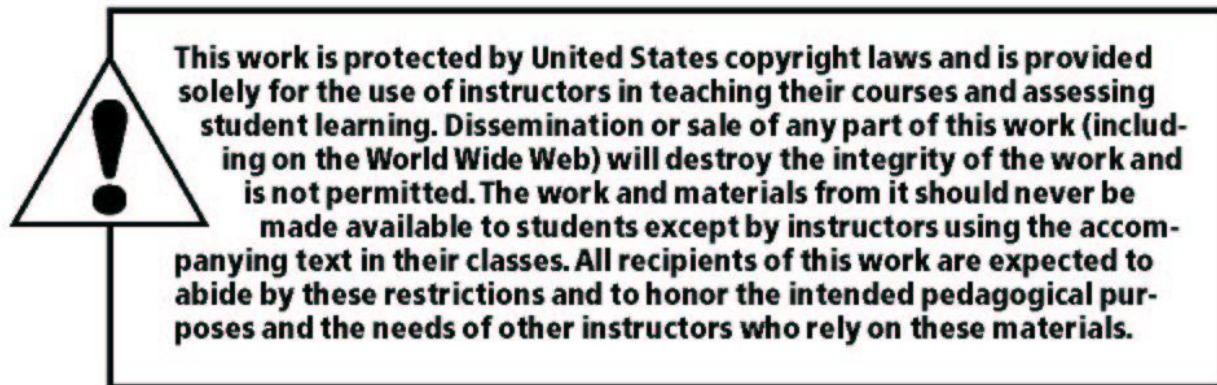 This work is protected by United States copyright laws and is provided
solely for the use of instructors in teaching their courses and assessing
student learning. Dissemination or sale of any part of this work (includ-
ing on the World Wide Web) will destroy the integrity of the work and
is not permitted. The work and materials from it should never be
made available to students except by instructors using the accom-
panying text in their classes. All recipients of this work are expected to
abide by these restrictions and to honor the intended pedagogical pur-
poses and the needs of other instructors who rely on these materials.